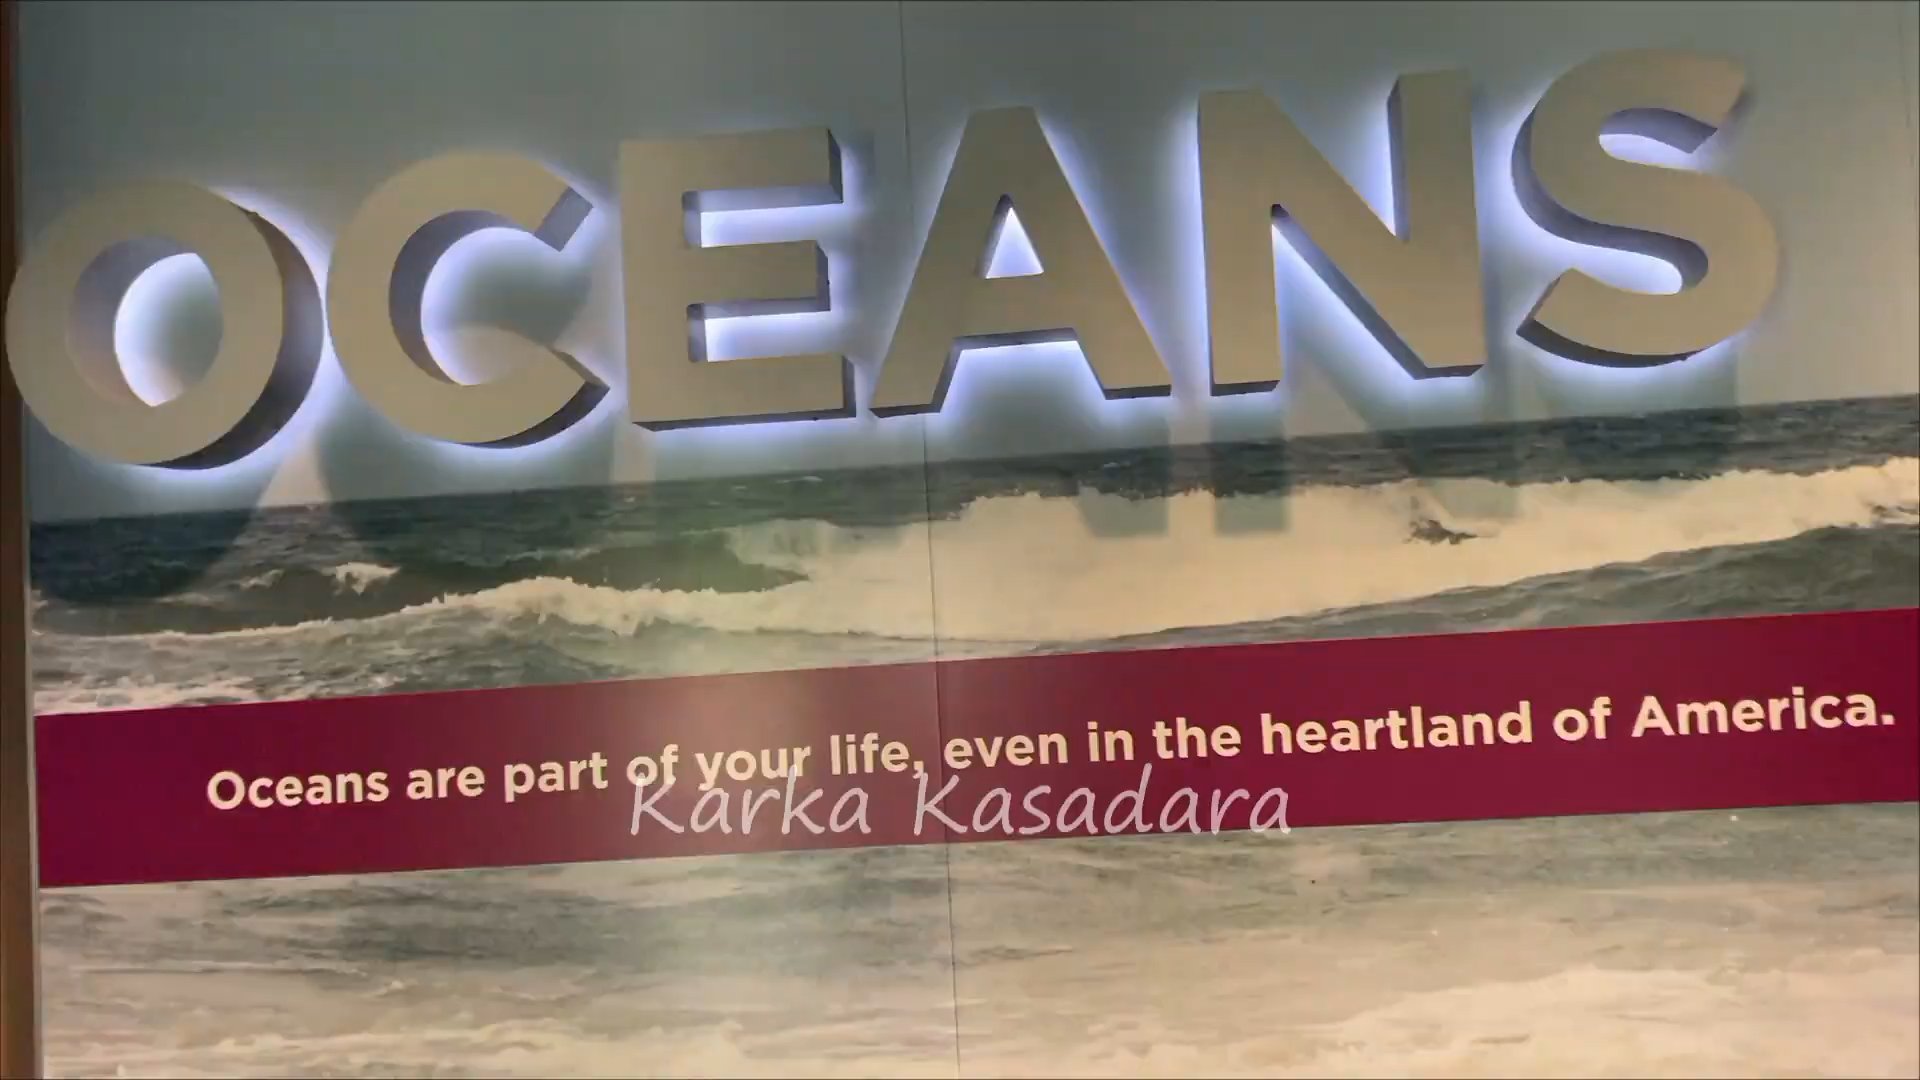 OCEANS
Oceans are part of your life, even in the heartland of America.
Karka Kasadara